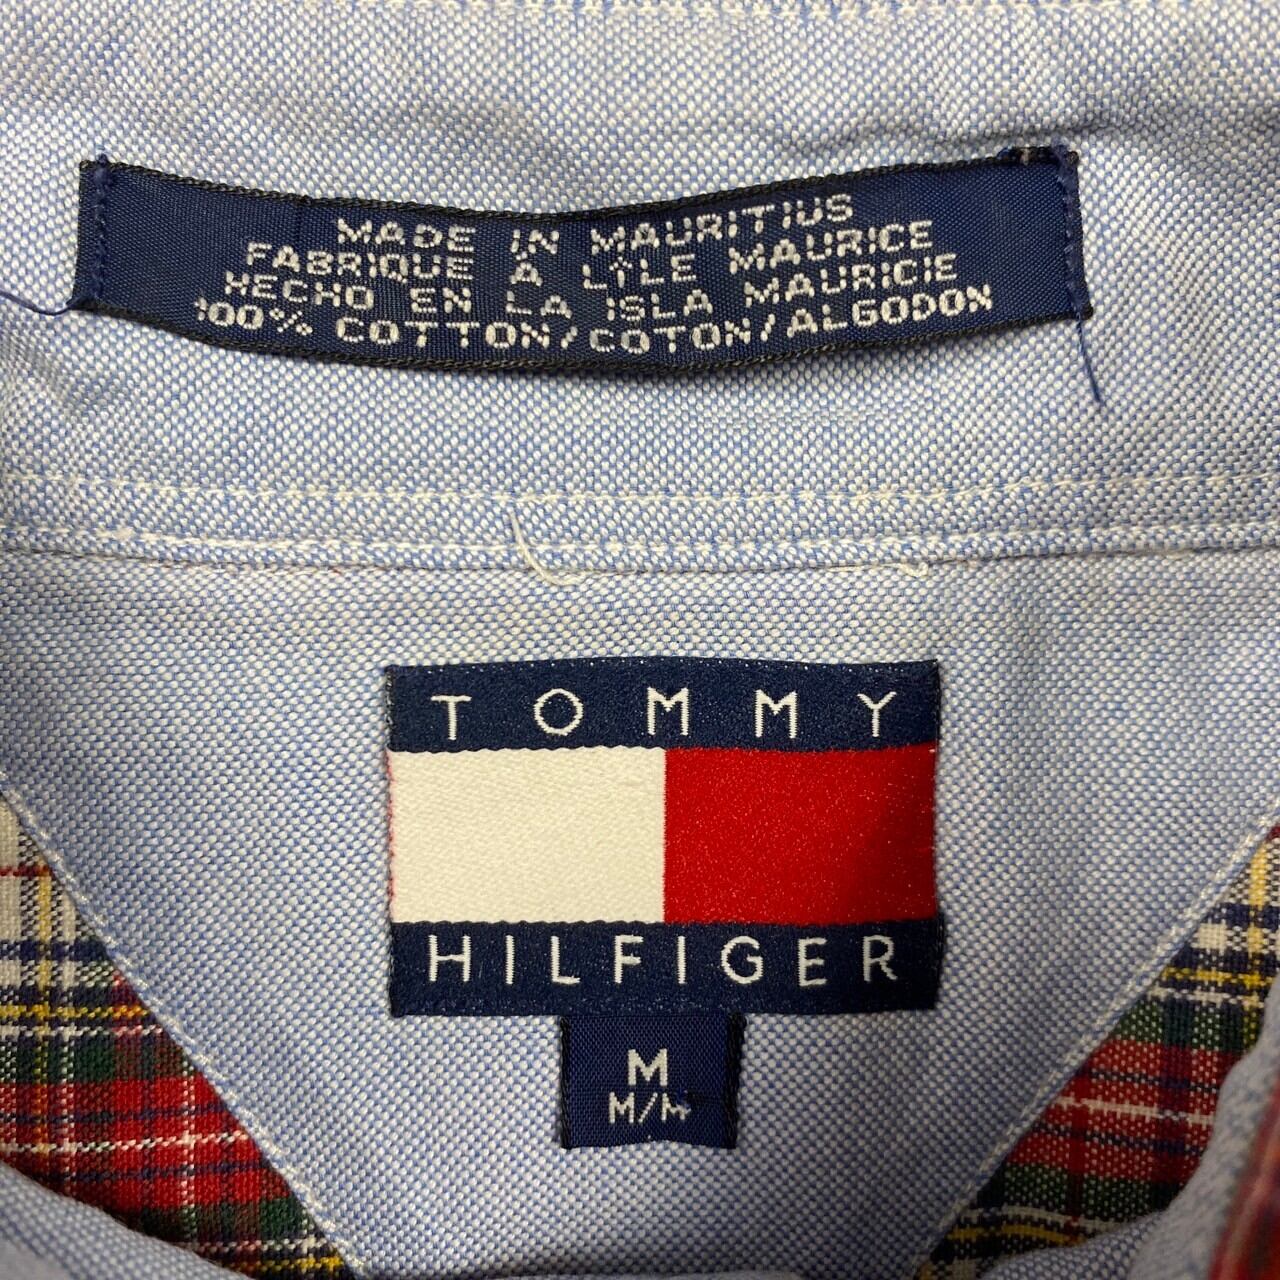 MADE IN MAURITIUS
FABRIQUE A L'ILE MAURICE
HECHO EN LA ISLA MAURICIE
100% COTTON/COTON/ALGODON
TOMMY
HILFIGER
M
M/M